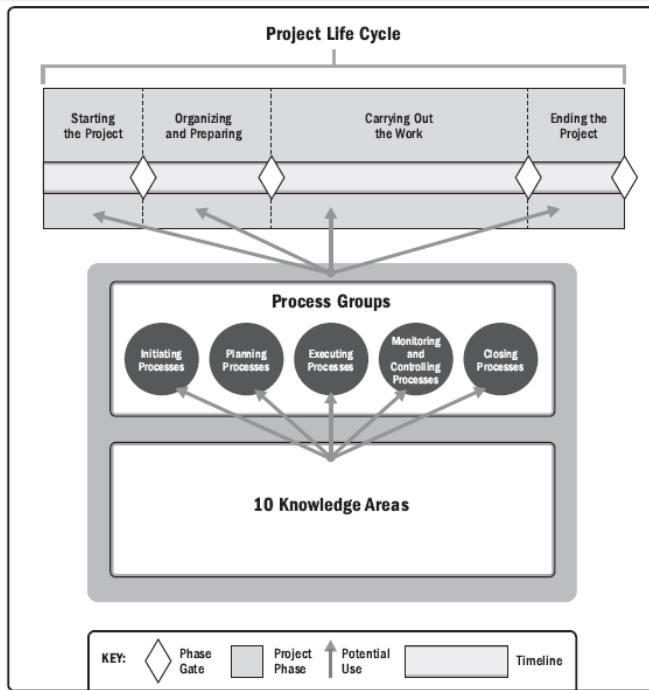 Project Life Cycle
Starting
the Project
Organizing
and Preparing
Carrying Out
the Work
Ending the
Project
Process Groups
Initiating
Processes
Planning
Processes
Executing
Processes
Monitoring
and
Controlling
Processes
Closing
Processes
10 Knowledge Areas
KEY:
Phase
Gate
Project
Phase
Potential
Use
Timeline